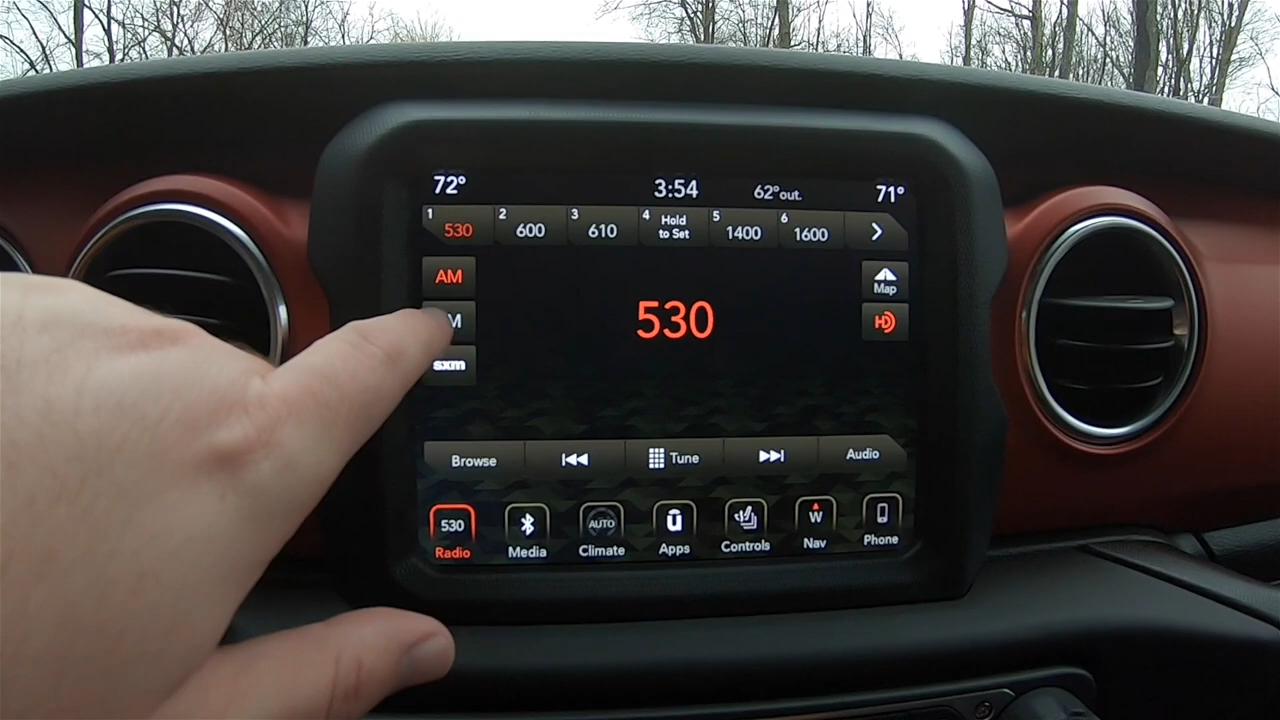 72° 3:54 62°out. 71°
1 530 2 600 3 610 4 Hold to Set 5 1400 6 1600
AM
Map
530
M
HD
sxm
Browse Tune Audio
530 AUTO W
Radio Media Climate Apps Controls Nav Phone